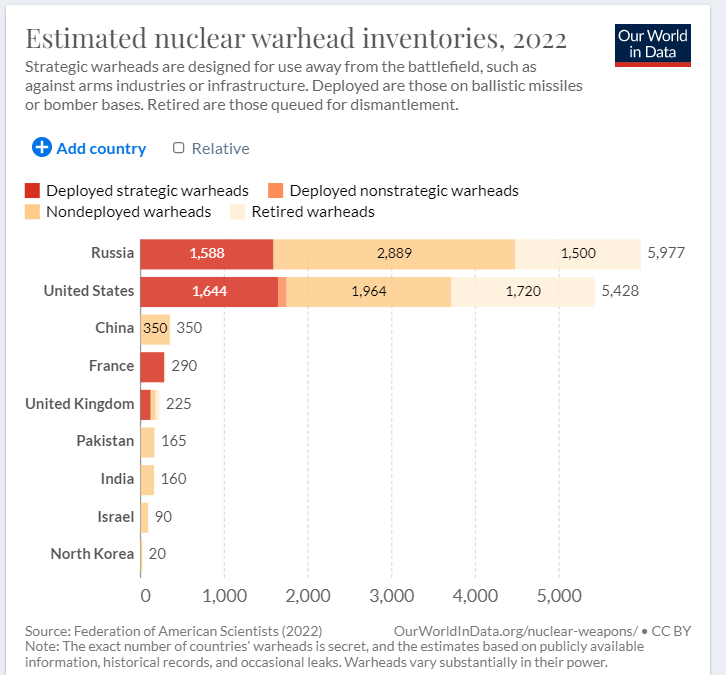 Estimated nuclear warhead inventories, 2022
Our World
in Data
Strategic warheads are designed for use away from the battlefield, such as
against arms industries or infrastructure. Deployed are those on ballistic missiles
or bomber bases. Retired are those queued for dismantlement.
Add country
Relative
Deployed strategic warheads
Deployed nonstrategic warheads
Nondeployed warheads
Retired warheads
Russia 1,588 2,889 1,500 5,977
United States 1,644 1,964 1,720 5,428
China 350 350
France 290
United Kingdom 225
Pakistan 165
India 160
Israel 90
North Korea 20
0 1,000 2,000 3,000 4,000 5,000
Source: Federation of American Scientists (2022) OurWorldInData.org/nuclear-weapons/ • CC BY
Note: The exact number of countries' warheads is secret, and the estimates based on publicly available
information, historical records, and occasional leaks. Warheads vary substantially in their power.